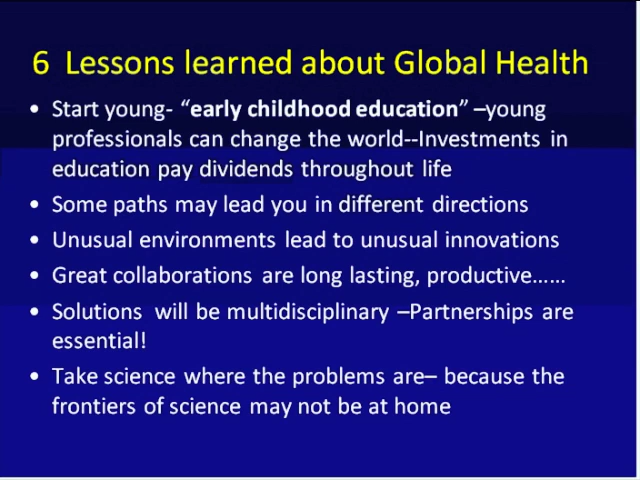 6 Lessons learned about Global Health
• Start young- “early childhood education” –young
professionals can change the world--Investments in
education pay dividends throughout life
• Some paths may lead you in different directions
• Unusual environments lead to unusual innovations
• Great collaborations are long lasting, productive……
• Solutions will be multidisciplinary –Partnerships are
essential!
• Take science where the problems are– because the
frontiers of science may not be at home